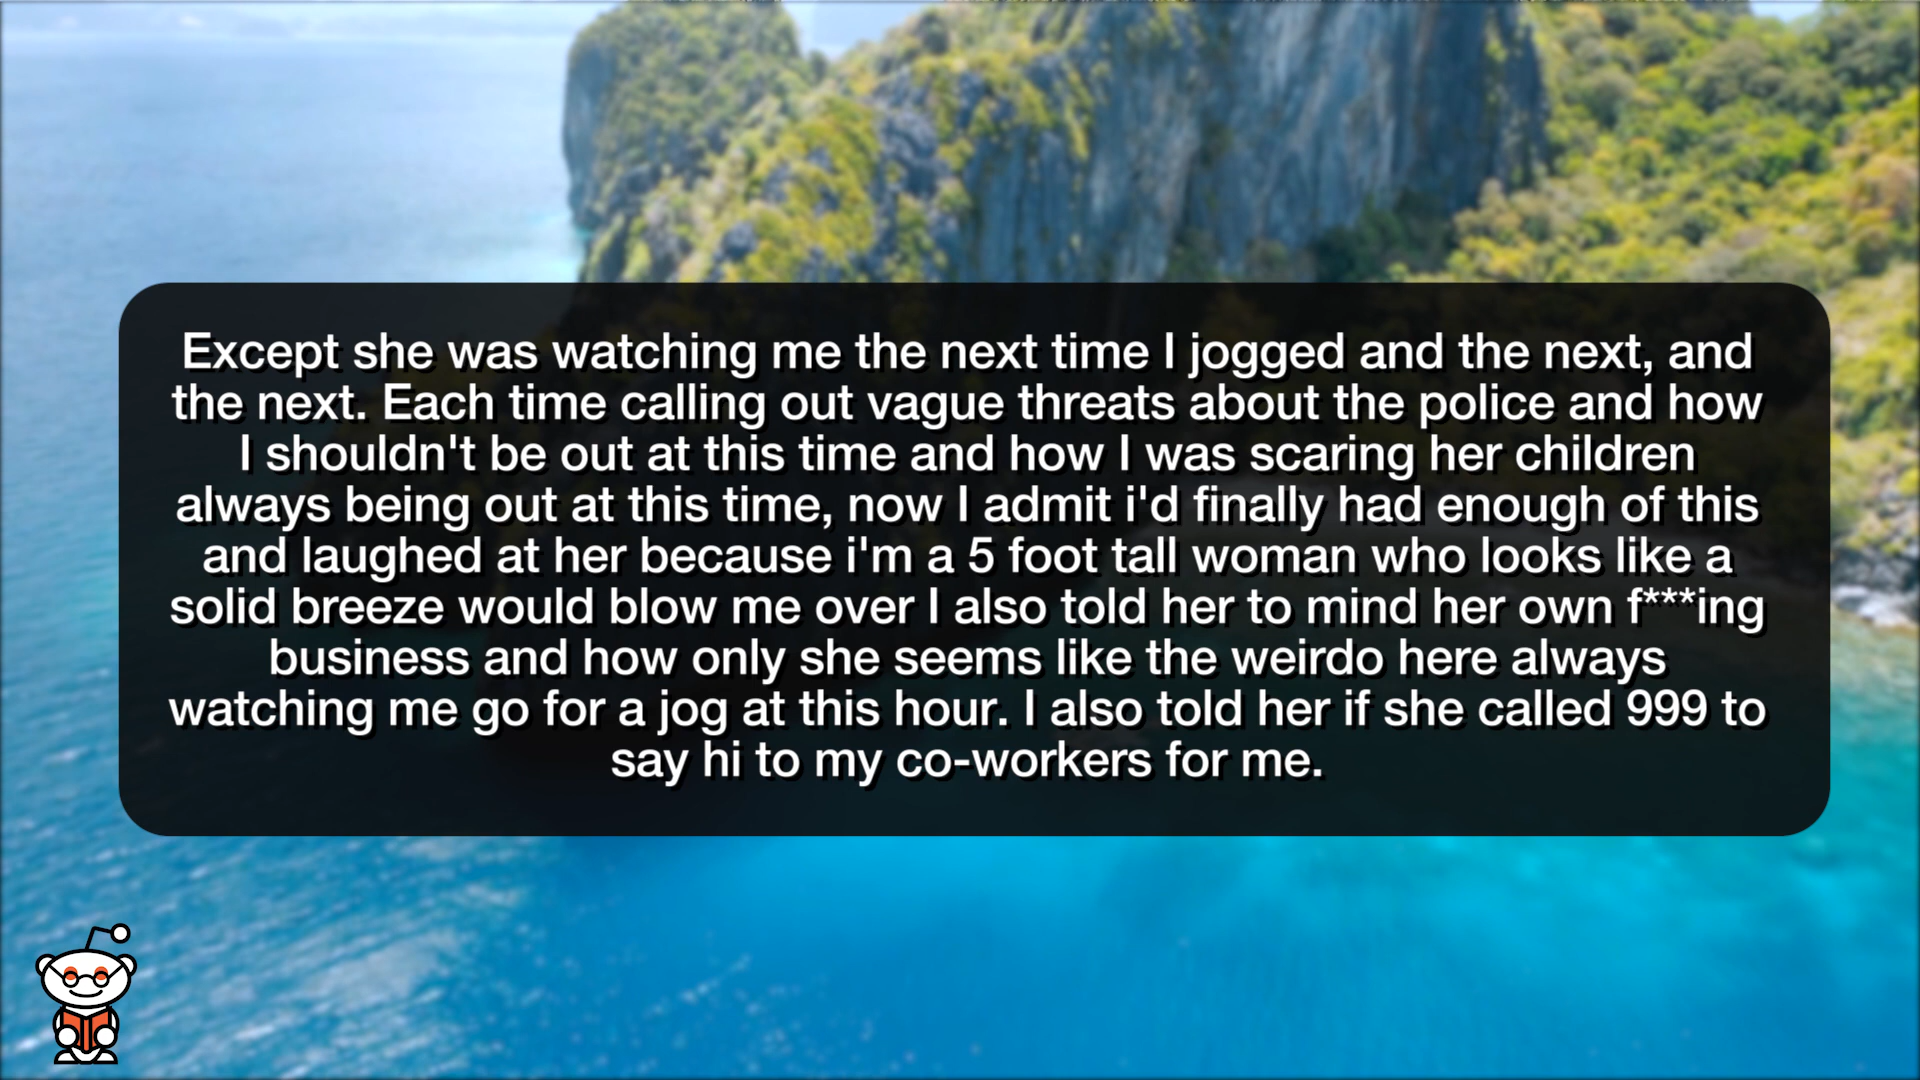 Except she was watching me the next time I jogged and the next, and
the next. Each time calling out vague threats about the police and how
I shouldn't be out at this time and how I was scaring her children
always being out at this time, now I admit i'd finally had enough of this
and laughed at her because i'm a 5 foot tall woman who looks like a
solid breeze would blow me over I also told her to mind her own f***ing
business and how only she seems like the weirdo here always
watching me go for a jog at this hour. I also told her if she called 999 to
say hi to my co-workers for me.